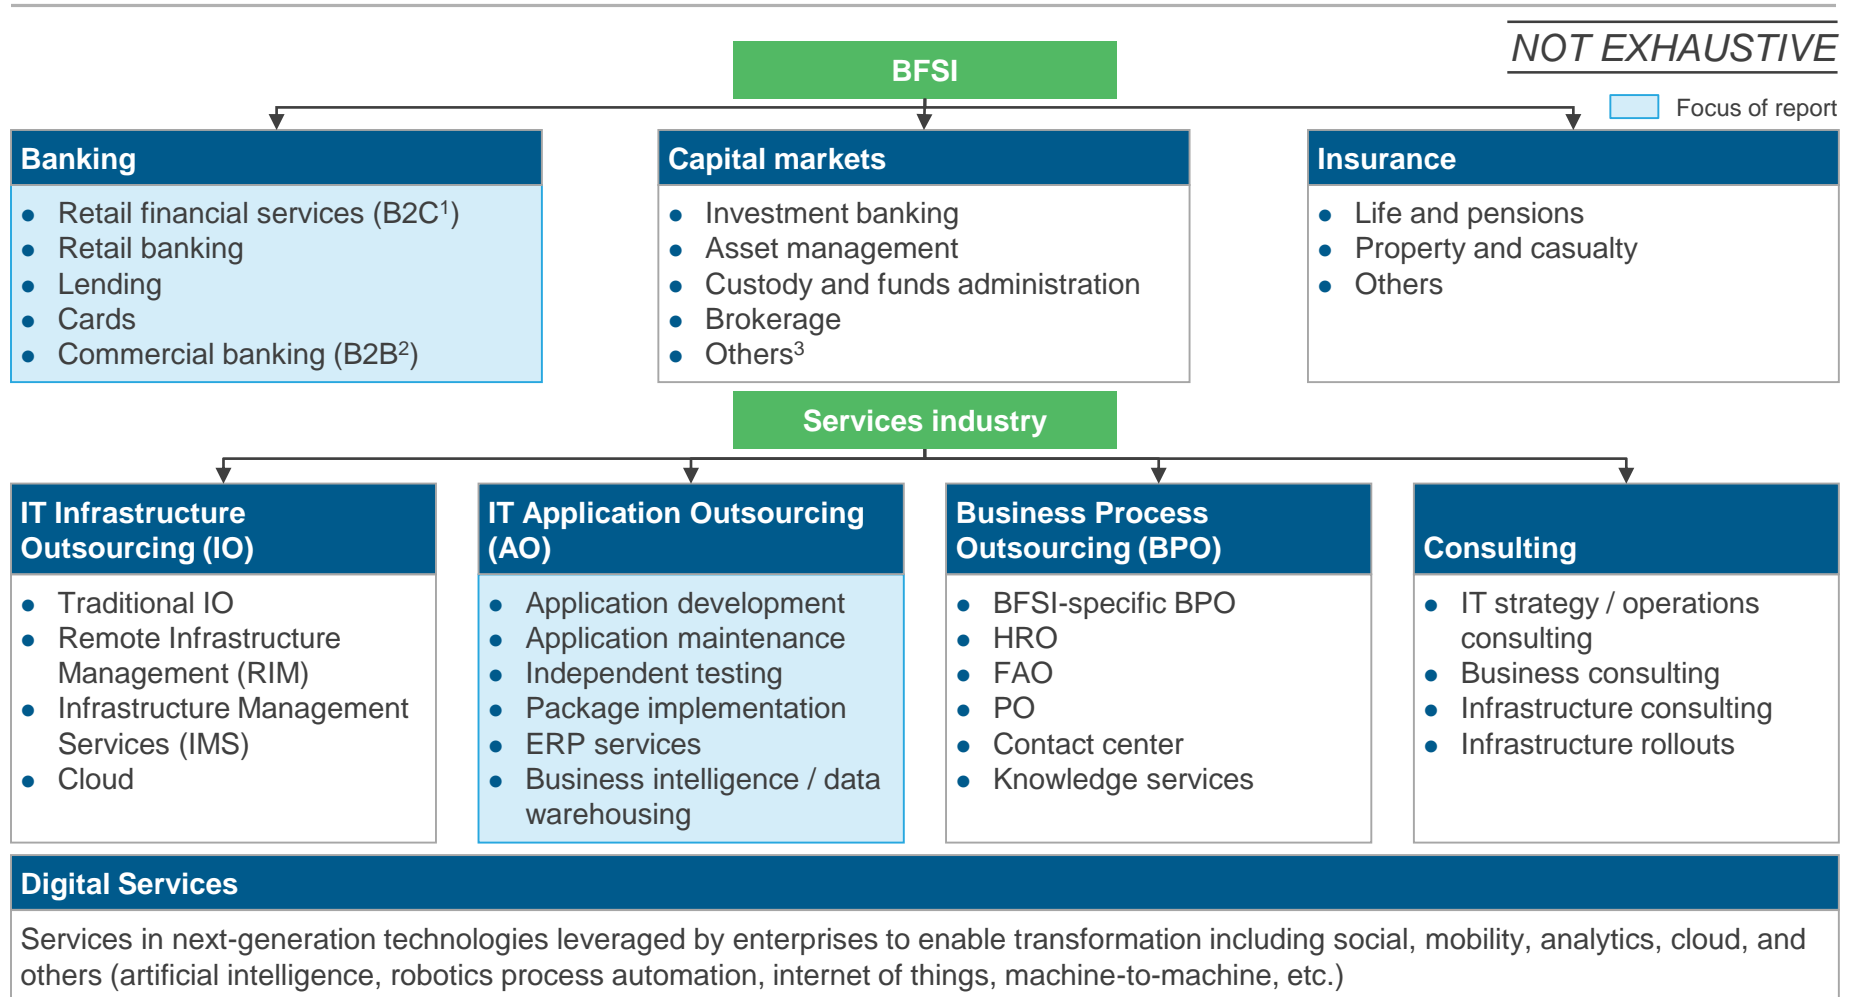 NOT EXHAUSTIVE
BFSI
Focus of report
Banking
● Retail financial services (B2C¹)
● Retail banking
● Lending
● Cards
● Commercial banking (B2B²)
Capital markets
● Investment banking
● Asset management
● Custody and funds administration
● Brokerage
● Others³
Insurance
● Life and pensions
● Property and casualty
● Others
Services industry
IT Infrastructure
Outsourcing (IO)
● Traditional IO
● Remote Infrastructure
Management (RIM)
● Infrastructure Management
Services (IMS)
● Cloud
IT Application Outsourcing
(AO)
● Application development
● Application maintenance
● Independent testing
● Package implementation
● ERP services
● Business intelligence / data
warehousing
Business Process
Outsourcing (BPO)
● BFSI-specific BPO
● HRO
● FAO
● PO
● Contact center
● Knowledge services
Consulting
● IT strategy / operations
consulting
● Business consulting
● Infrastructure consulting
● Infrastructure rollouts
Digital Services
Services in next-generation technologies leveraged by enterprises to enable transformation including social, mobility, analytics, cloud, and
others (artificial intelligence, robotics process automation, internet of things, machine-to-machine, etc.)